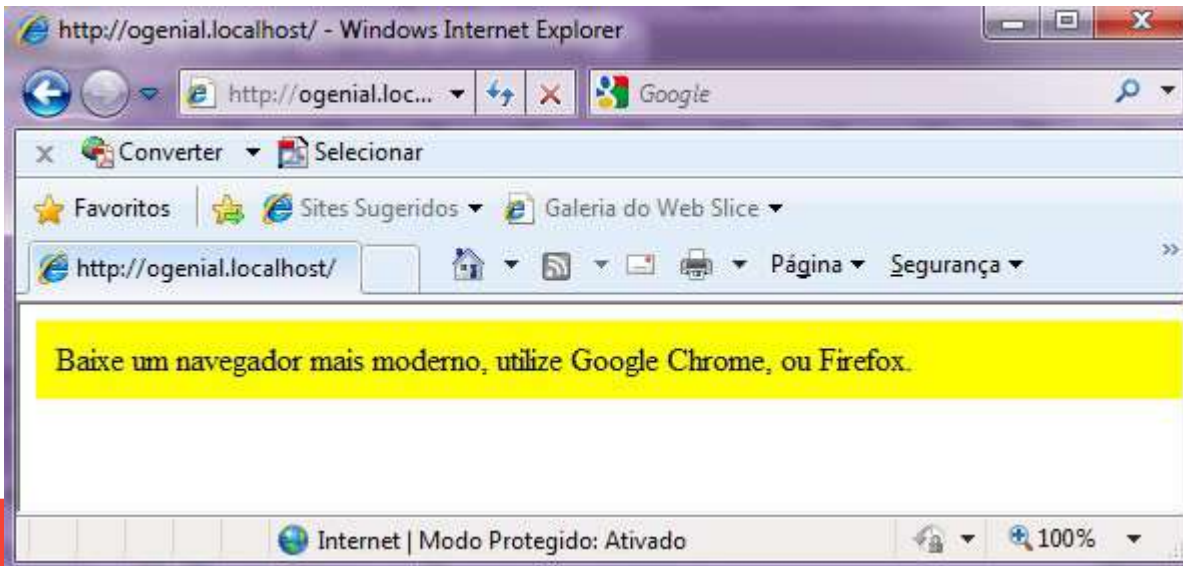 http://ogenial.localhost/ - Windows Internet Explorer
http://ogenial.loc... Google
x Converter Selecionar
Favoritos Sites Sugeridos Galeria do Web Slice
http://ogenial.localhost/ Página Segurança »
Baixe um navegador mais moderno, utilize Google Chrome, ou Firefox.
Internet | Modo Protegido: Ativado 100%